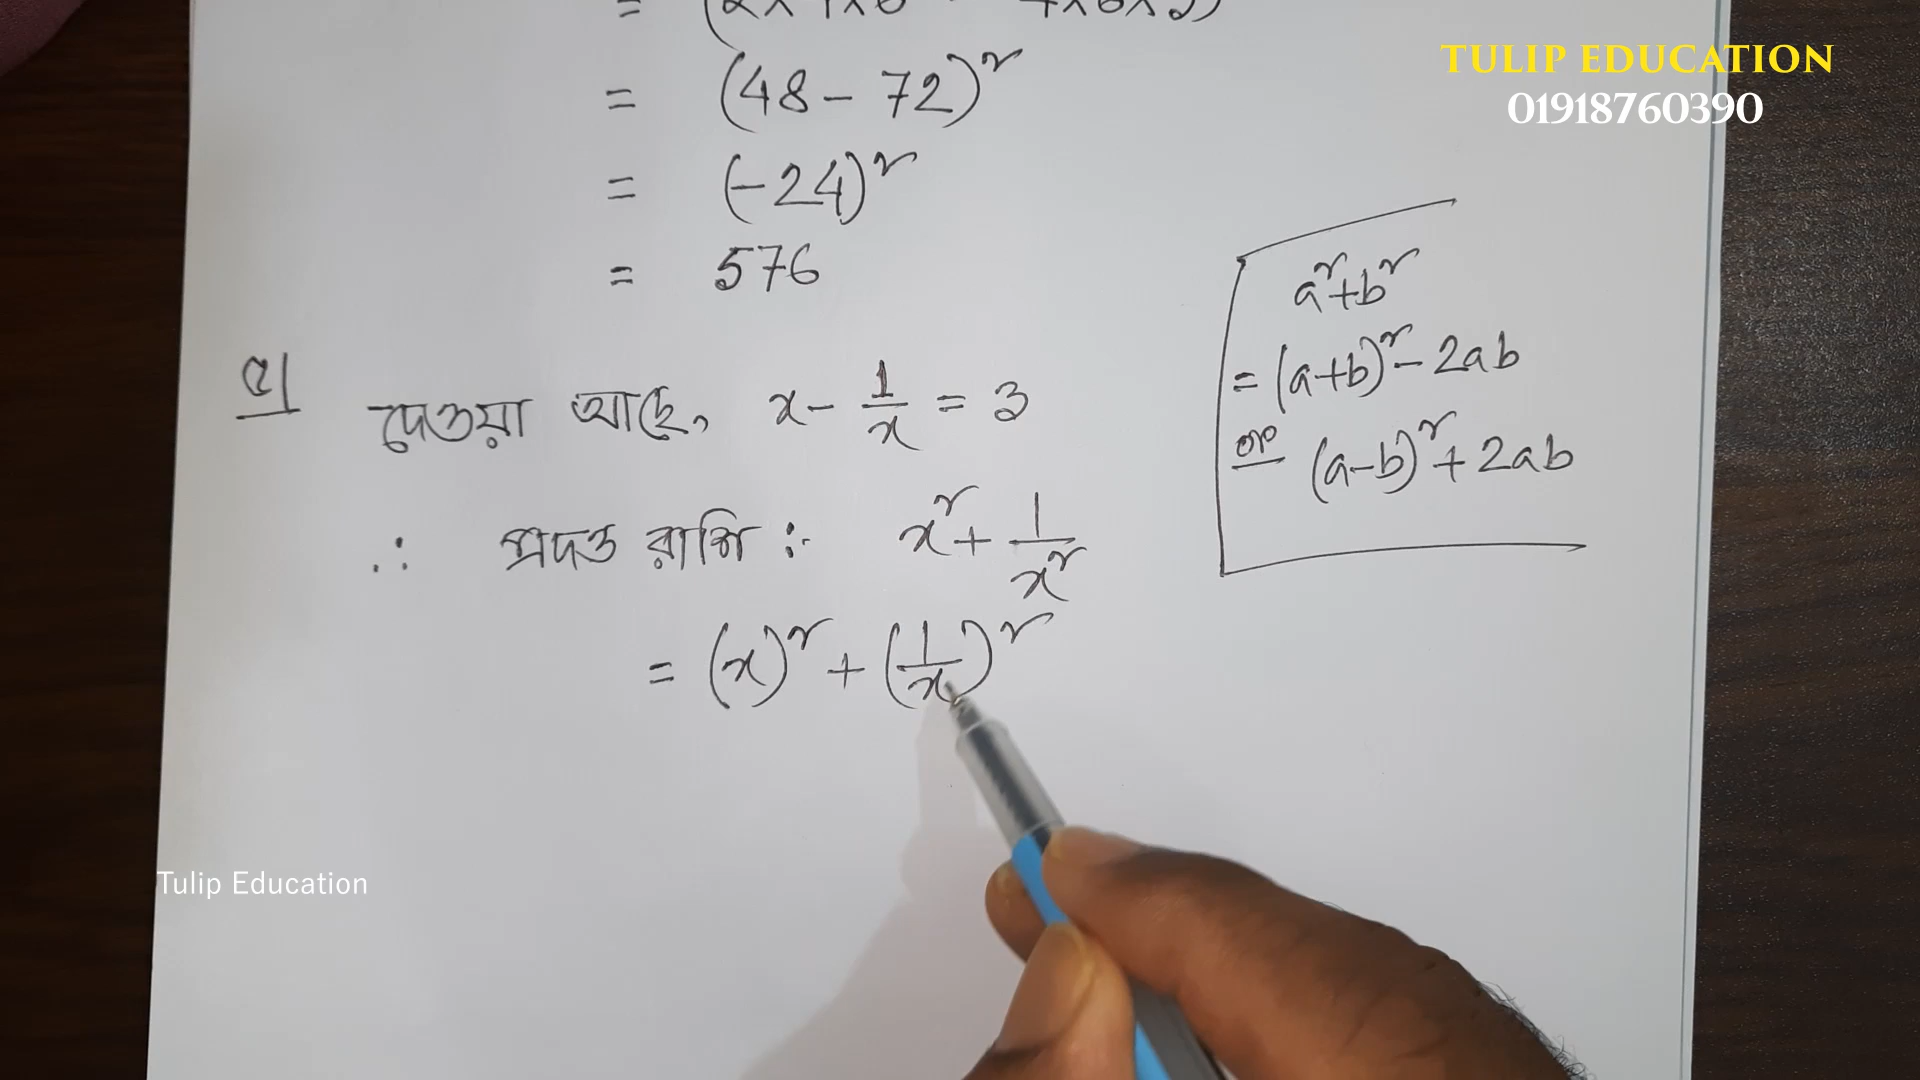 TULIP EDUCATION
01918760390
= (48 - 72)²
= (-24)²
= 576
a²+b²
= (a+b)² - 2ab
or (a-b)² + 2ab
৫| দেওয়া আছে, x - 1/x = 3
∴ প্রদত্ত রাশি :- x² + 1/x²
= (x)² + (1/x)²
Tulip Education